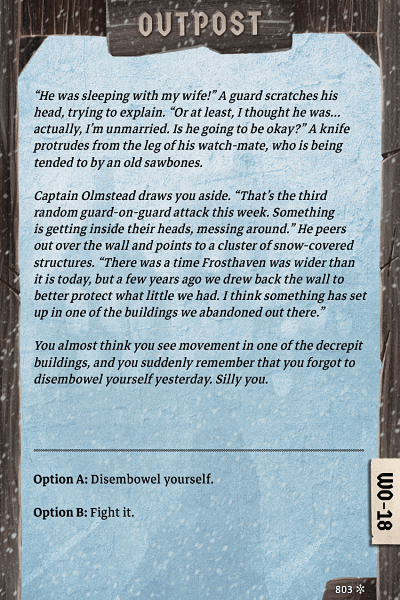 OUTPOST
“He was sleeping with my wife!” A guard scratches his
head, trying to explain. “Or at least, I thought he was...
actually, I’m unmarried. Is he going to be okay?” A knife
protrudes from the leg of his watch-mate, who is being
tended to by an old sawbones.
Captain Olmstead draws you aside. “That’s the third
random guard-on-guard attack this week. Something
is getting inside their heads, messing around.” He peers
out over the wall and points to a cluster of snow-covered
structures. “There was a time Frosthaven was wider than
it is today, but a few years ago we drew back the wall to
better protect what little we had. I think something has set
up in one of the buildings we abandoned out there.”
You almost think you see movement in one of the decrepit
buildings, and you suddenly remember that you forgot to
disembowel yourself yesterday. Silly you.
Option A: Disembowel yourself.
Option B: Fight it.
WO-18
803